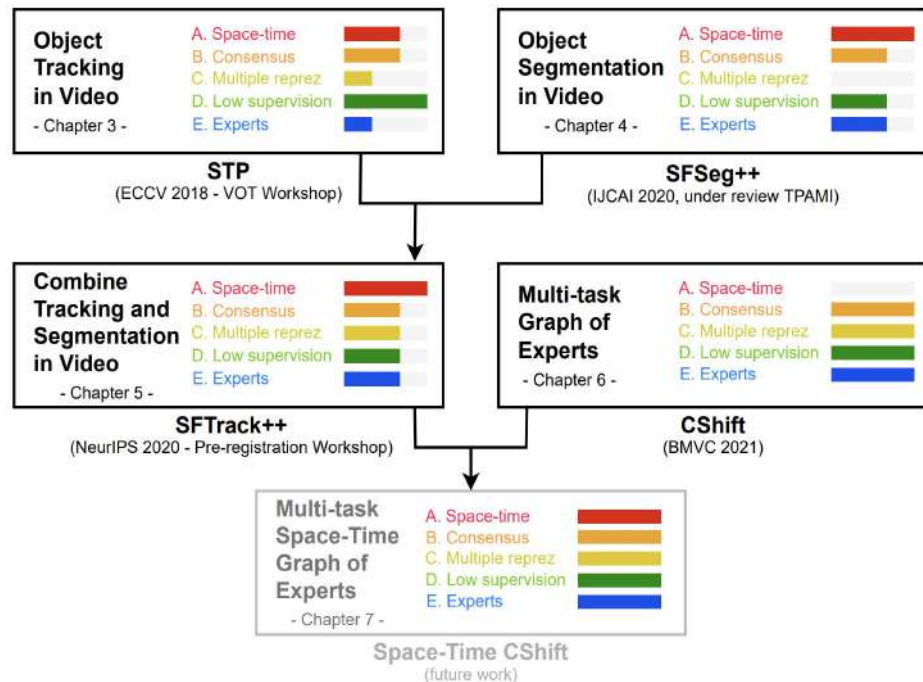 Object
Tracking
in Video
- Chapter 3 -
A. Space-time
B. Consensus
C. Multiple reprez
D. Low supervision
E. Experts
STP
(ECCV 2018 - VOT Workshop)
Object
Segmentation
in Video
- Chapter 4 -
A. Space-time
B. Consensus
C. Multiple reprez
D. Low supervision
E. Experts
SFSeg++
(IJCAI 2020, under review TPAMI)
Combine
Tracking and
Segmentation
in Video
- Chapter 5 -
A. Space-time
B. Consensus
C. Multiple reprez
D. Low supervision
E. Experts
SFTrack++
(NeurIPS 2020 - Pre-registration Workshop)
Multi-task
Graph of
Experts
- Chapter 6 -
A. Space-time
B. Consensus
C. Multiple reprez
D. Low supervision
E. Experts
CShift
(BMVC 2021)
Multi-task
Space-Time
Graph of
Experts
- Chapter 7 -
A. Space-time
B. Consensus
C. Multiple reprez
D. Low supervision
E. Experts
Space-Time CShift
(future work)